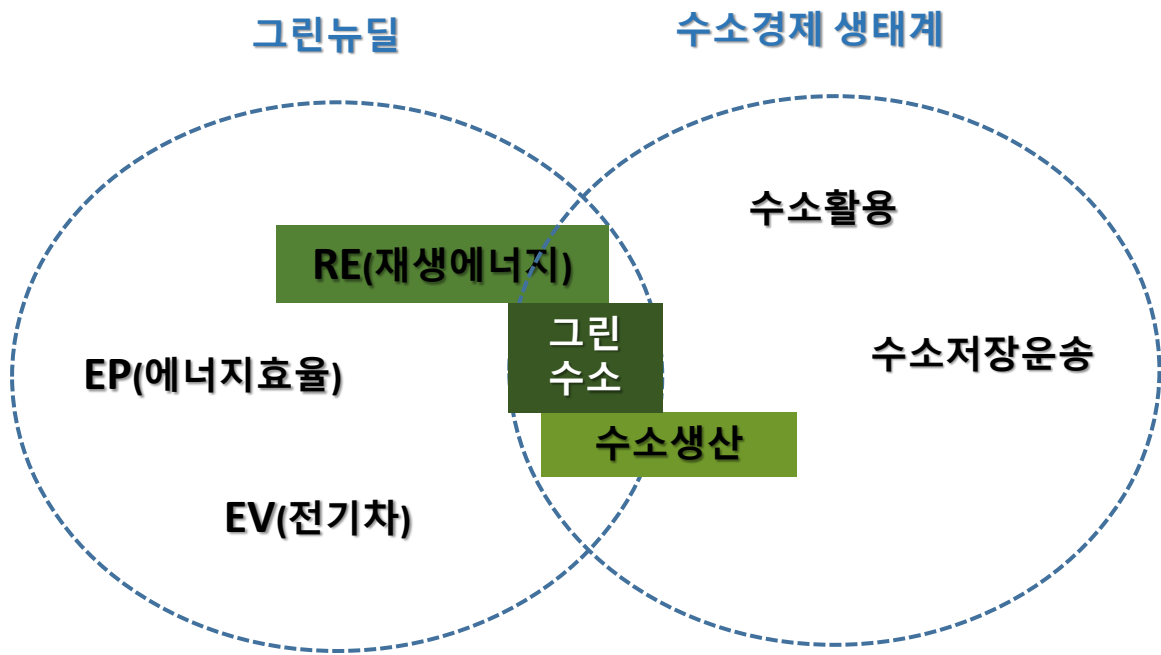 그린뉴딜
수소경제 생태계
수소활용
RE(재생에너지)
그린
수소
수소저장운송
EP(에너지효율)
수소생산
EV(전기차)